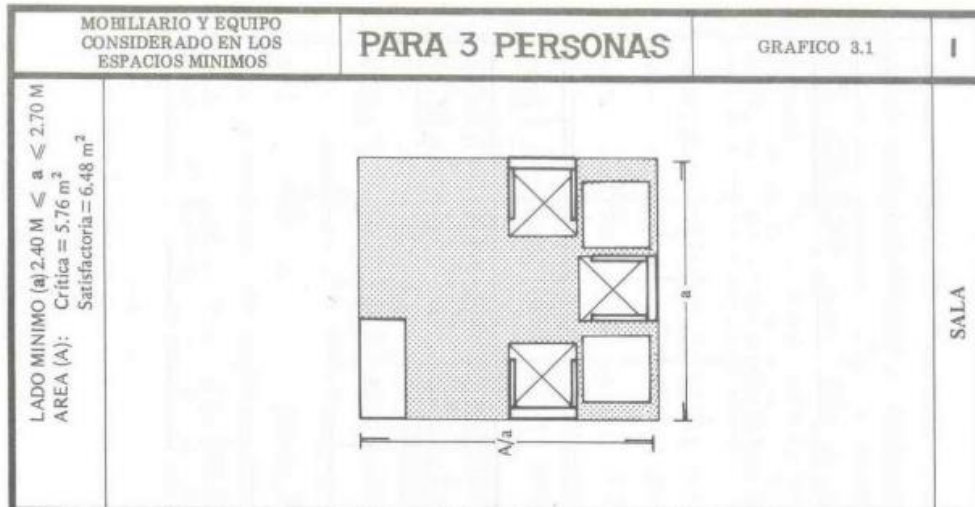 MOBILIARIO Y EQUIPO
CONSIDERADO EN LOS
ESPACIOS MINIMOS
PARA 3 PERSONAS
GRAFICO 3.1
I
LADO MINIMO (a) 2.40 M ⩽ a ⩽ 2.70 M
AREA (A): Crítica = 5.76 m²
Satisfactoria = 6.48 m²
a
A/a
SALA